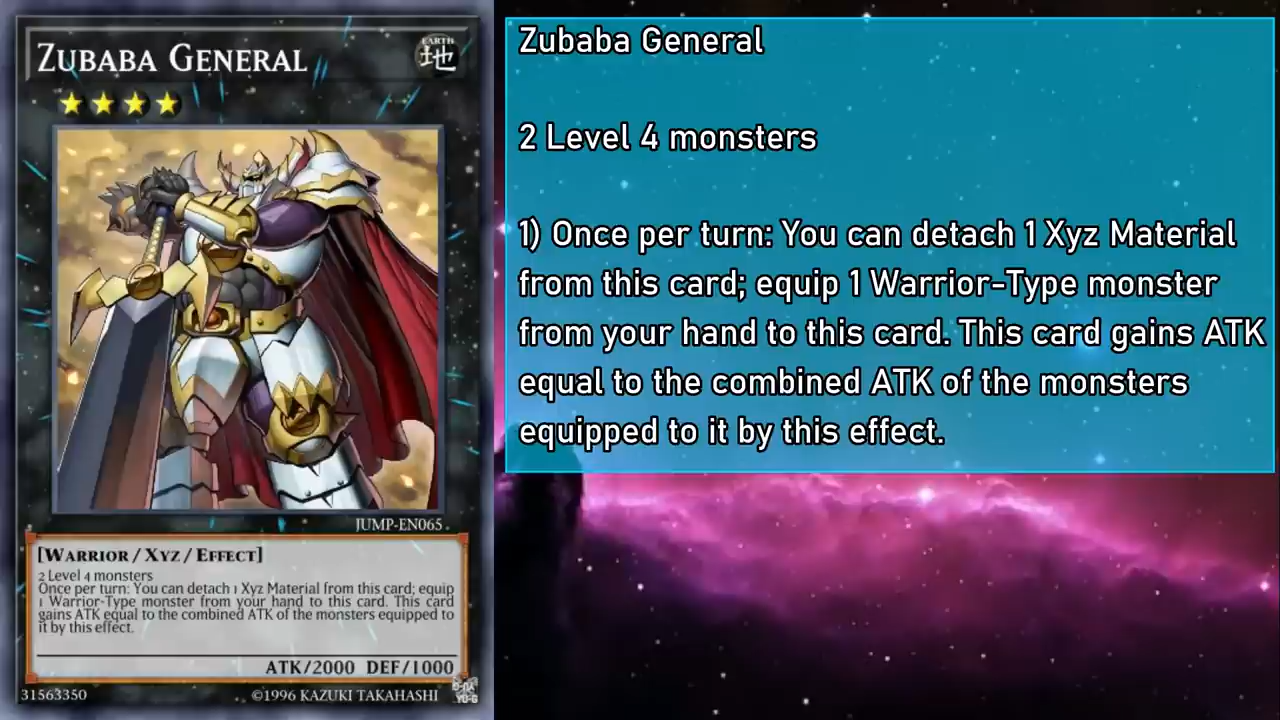 ZUBABA GENERAL
EARTH
地
JUMP-EN065
[WARRIOR / XYZ / EFFECT]
2 Level 4 monsters
Once per turn: You can detach 1 Xyz Material from this card; equip
1 Warrior-Type monster from your hand to this card. This card
gains ATK equal to the combined ATK of the monsters equipped to
it by this effect.
ATK/2000 DEF/1000
31563350
©1996 KAZUKI TAKAHASHI
Zubaba General
2 Level 4 monsters
1) Once per turn: You can detach 1 Xyz Material
from this card; equip 1 Warrior-Type monster
from your hand to this card. This card gains ATK
equal to the combined ATK of the monsters
equipped to it by this effect.